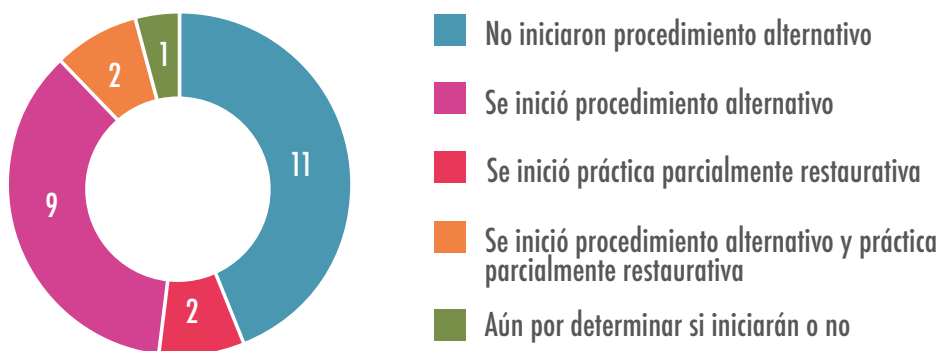 1
2
11
9
2
No iniciaron procedimiento alternativo
Se inició procedimiento alternativo
Se inició práctica parcialmente restaurativa
Se inició procedimiento alternativo y práctica
parcialmente restaurativa
Aún por determinar si iniciarán o no